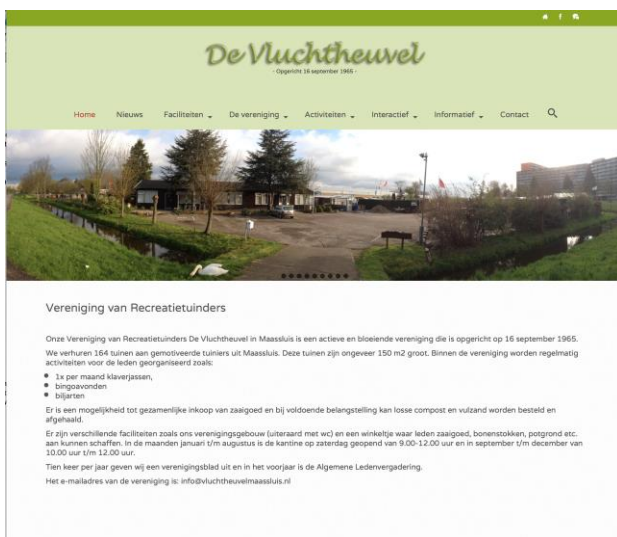 De Vluchtheuvel
- Opgericht 16 september 1965 -
Home Nieuws Faciliteiten De vereniging Activiteiten Interactief Informatief Contact
Vereniging van Recreatietuinders
Onze Vereniging van Recreatietuinders De Vluchtheuvel in Maassluis is een actieve en bloeiende vereniging die is opgericht op 16 september 1965.
We verhuren 164 tuinen aan gemotiveerde tuiniers uit Maassluis. Deze tuinen zijn ongeveer 150 m2 groot. Binnen de vereniging worden regelmatig
activiteiten voor de leden georganiseerd zoals:
1x per maand klaverjassen,
bingoavonden
biljarten
Er is een mogelijkheid tot gezamenlijke inkoop van zaaigoed en bij voldoende belangstelling kan losse compost en vulzand worden besteld en
afgehaald.
Er zijn verschillende faciliteiten zoals ons verenigingsgebouw (uiteraard met wc) en een winkeltje waar leden zaaigoed, bonenstokken, potgrond etc.
aan kunnen schaffen. In de maanden januari t/m augustus is de kantine op zaterdag geopend van 9.00-12.00 uur en in september t/m december van
10.00 uur t/m 12.00 uur.
Tien keer per jaar geven wij een verenigingsblad uit en in het voorjaar is de Algemene Ledenvergadering.
Het e-mailadres van de vereniging is: info@vluchtheuvelmaassluis.nl